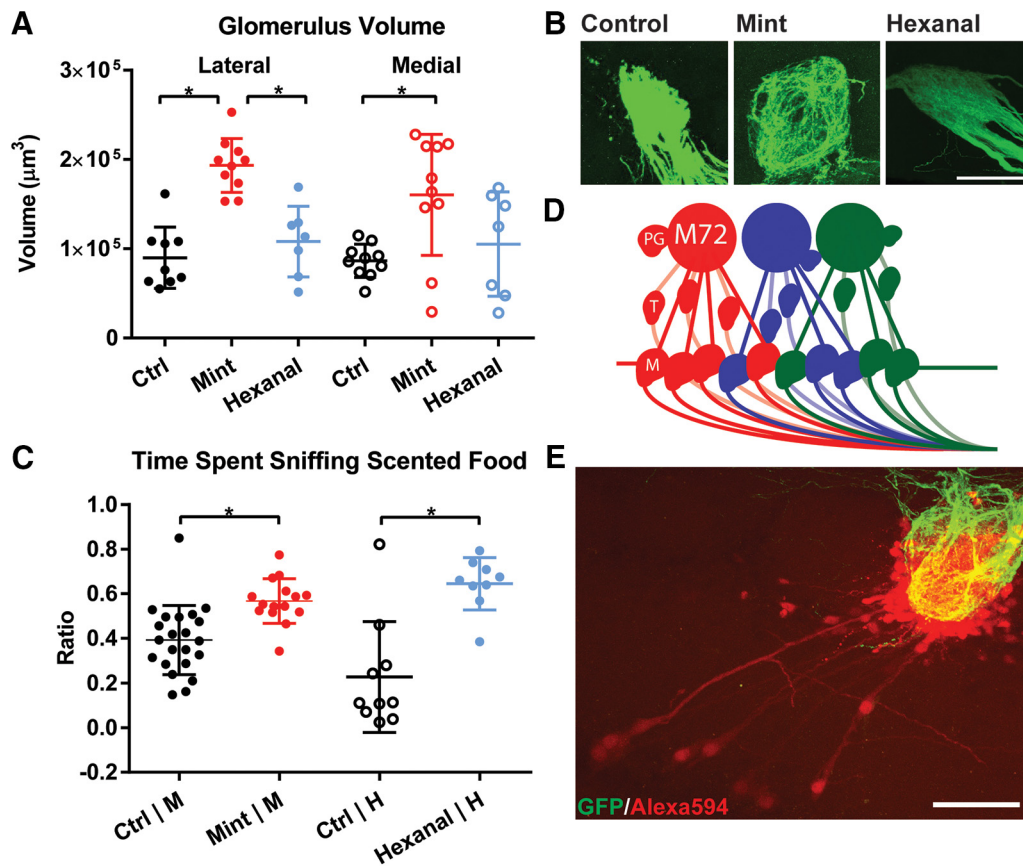 A
Glomerulus Volume
Lateral
Medial
3×10⁵
2×10⁵
1×10⁵
0
Volume (µm³)
*
*
*
Ctrl
Mint
Hexanal
Ctrl
Mint
Hexanal
B
Control
Mint
Hexanal
D
PG
M72
T
M
C
Time Spent Sniffing Scented Food
1.0
0.8
0.6
0.4
0.2
0.0
-0.2
Ratio
*
*
Ctrl | M
Mint | M
Ctrl | H
Hexanal | H
E
GFP/Alexa594